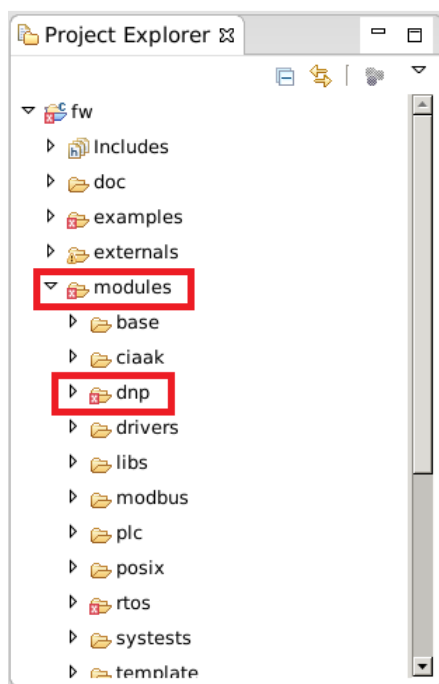 Project Explorer
fw
Includes
doc
examples
externals
modules
base
ciaak
dnp
drivers
libs
modbus
plc
posix
rtos
systests
template